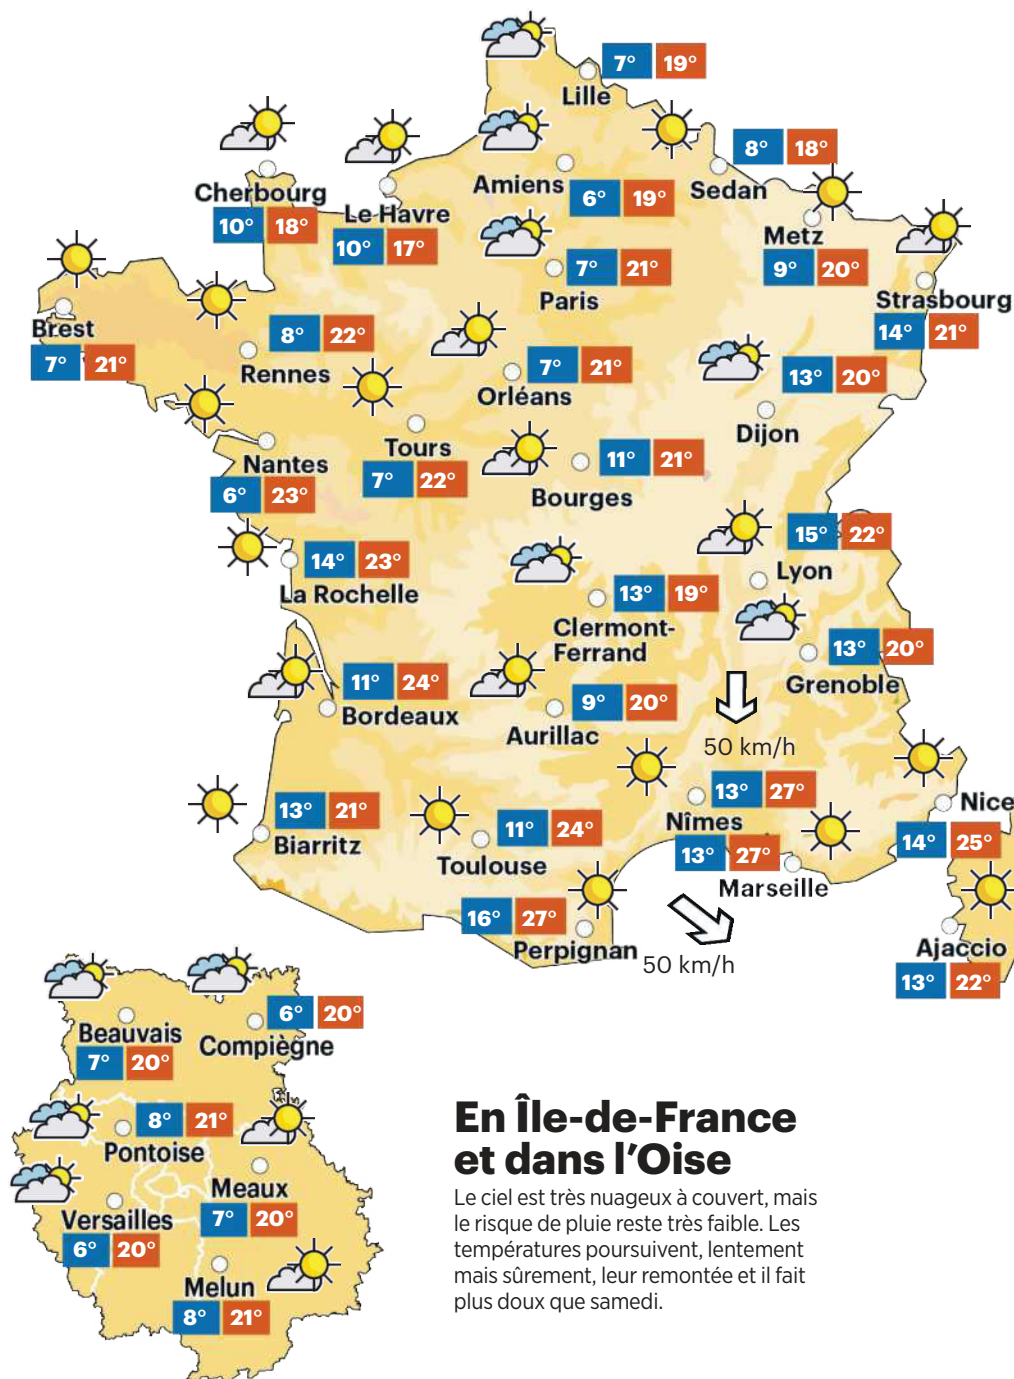 7° 19°
Lille
8° 18°
Sedan
Amiens
6° 19°
Cherbourg
10° 18°
Le Havre
10° 17°
Metz
9° 20°
7° 21°
Paris
Strasbourg
14° 21°
Brest
7° 21°
8° 22°
Rennes
7° 21°
Orléans
13° 20°
Dijon
Nantes
6° 23°
Tours
7° 22°
11° 21°
Bourges
15° 22°
Lyon
14° 23°
La Rochelle
13° 19°
Clermont-
Ferrand
13° 20°
Grenoble
11° 24°
Bordeaux
9° 20°
Aurillac
50 km/h
13° 27°
Nîmes
Nice
14° 25°
13° 21°
Biarritz
11° 24°
Toulouse
13° 27°
Marseille
16° 27°
Perpignan
50 km/h
Ajaccio
13° 22°
Beauvais
7° 20°
6° 20°
Compiègne
8° 21°
Pontoise
Meaux
7° 20°
Versailles
6° 20°
Melun
8° 21°
En Île-de-France
et dans l'Oise
Le ciel est très nuageux à couvert, mais
le risque de pluie reste très faible. Les
températures poursuivent, lentement
mais sûrement, leur remontée et il fait
plus doux que samedi.